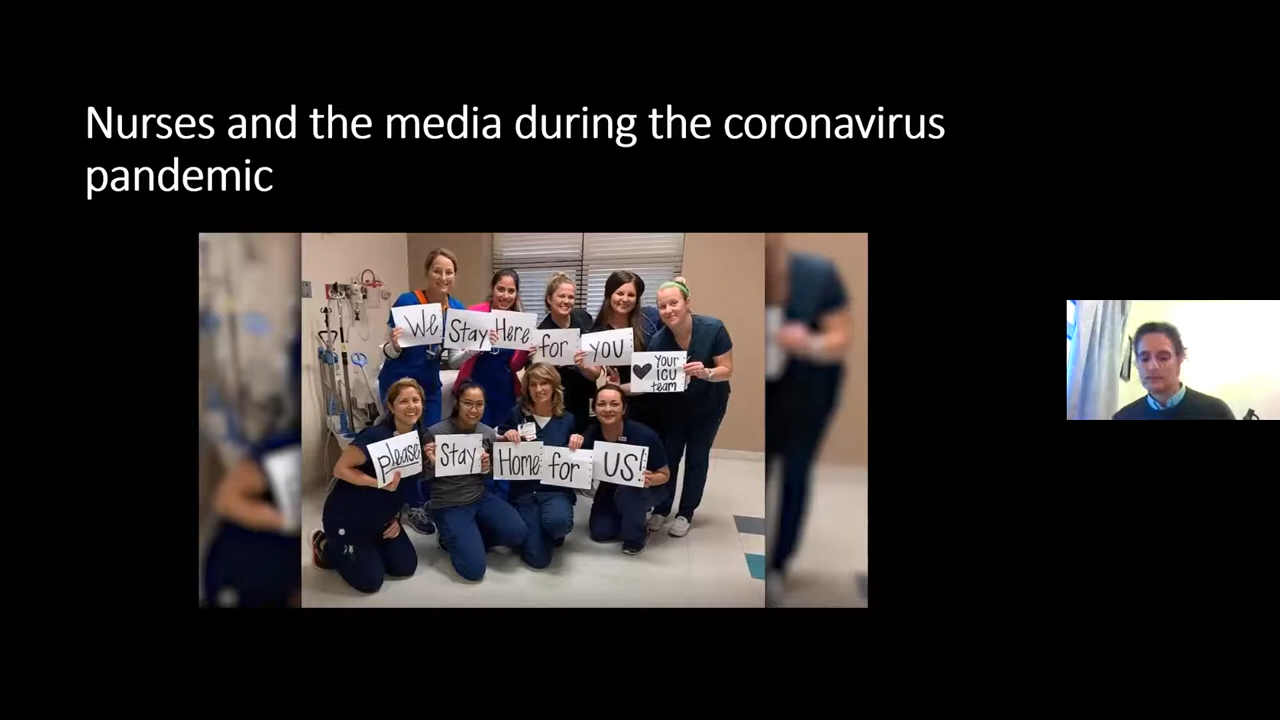 Nurses and the media during the coronavirus
pandemic
We Stay Here for you
♥ Your
ICU
team
please Stay Home for US!